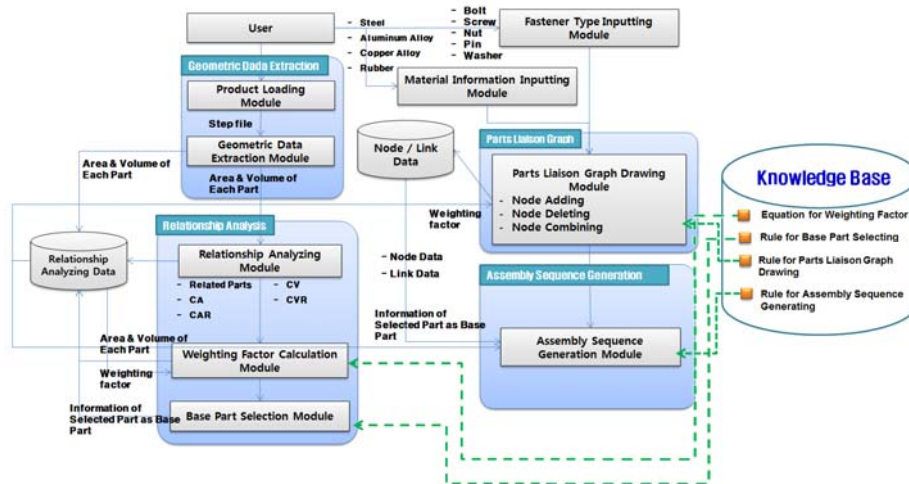 User
- Steel
- Aluminum Alloy
- Copper Alloy
- Rubber
- Bolt
- Screw
- Nut
- Pin
- Washer
Fastener Type Inputting
Module
Material Information Inputting
Module
Geometric Dada Extraction
Product Loading
Module
Step file
Geometric Data
Extraction Module
Area & Volume of
Each Part
Area & Volume of
Each Part
Node / Link
Data
Parts Liaison Graph
Parts Liaison Graph Drawing
Module
- Node Adding
- Node Deleting
- Node Combining
Weighting
factor
Knowledge Base
Equation for Weighting Factor
Rule for Base Part Selecting
Rule for Parts Liaison Graph
Drawing
Rule for Assembly Sequence
Generating
Relationship
Analyzing Data
Relationship Analysis
Relationship Analyzing
Module
- Related Parts
- CA
- CAR
- CV
- CVR
- Node Data
- Link Data
Assembly Sequence Generation
Information of
Selected Part as Base
Part
Assembly Sequence
Generation Module
Area & Volume of
Each Part
Weighting Factor Calculation
Module
Weighting
factor
Information of
Selected Part as Base
Part
Base Part Selection Module